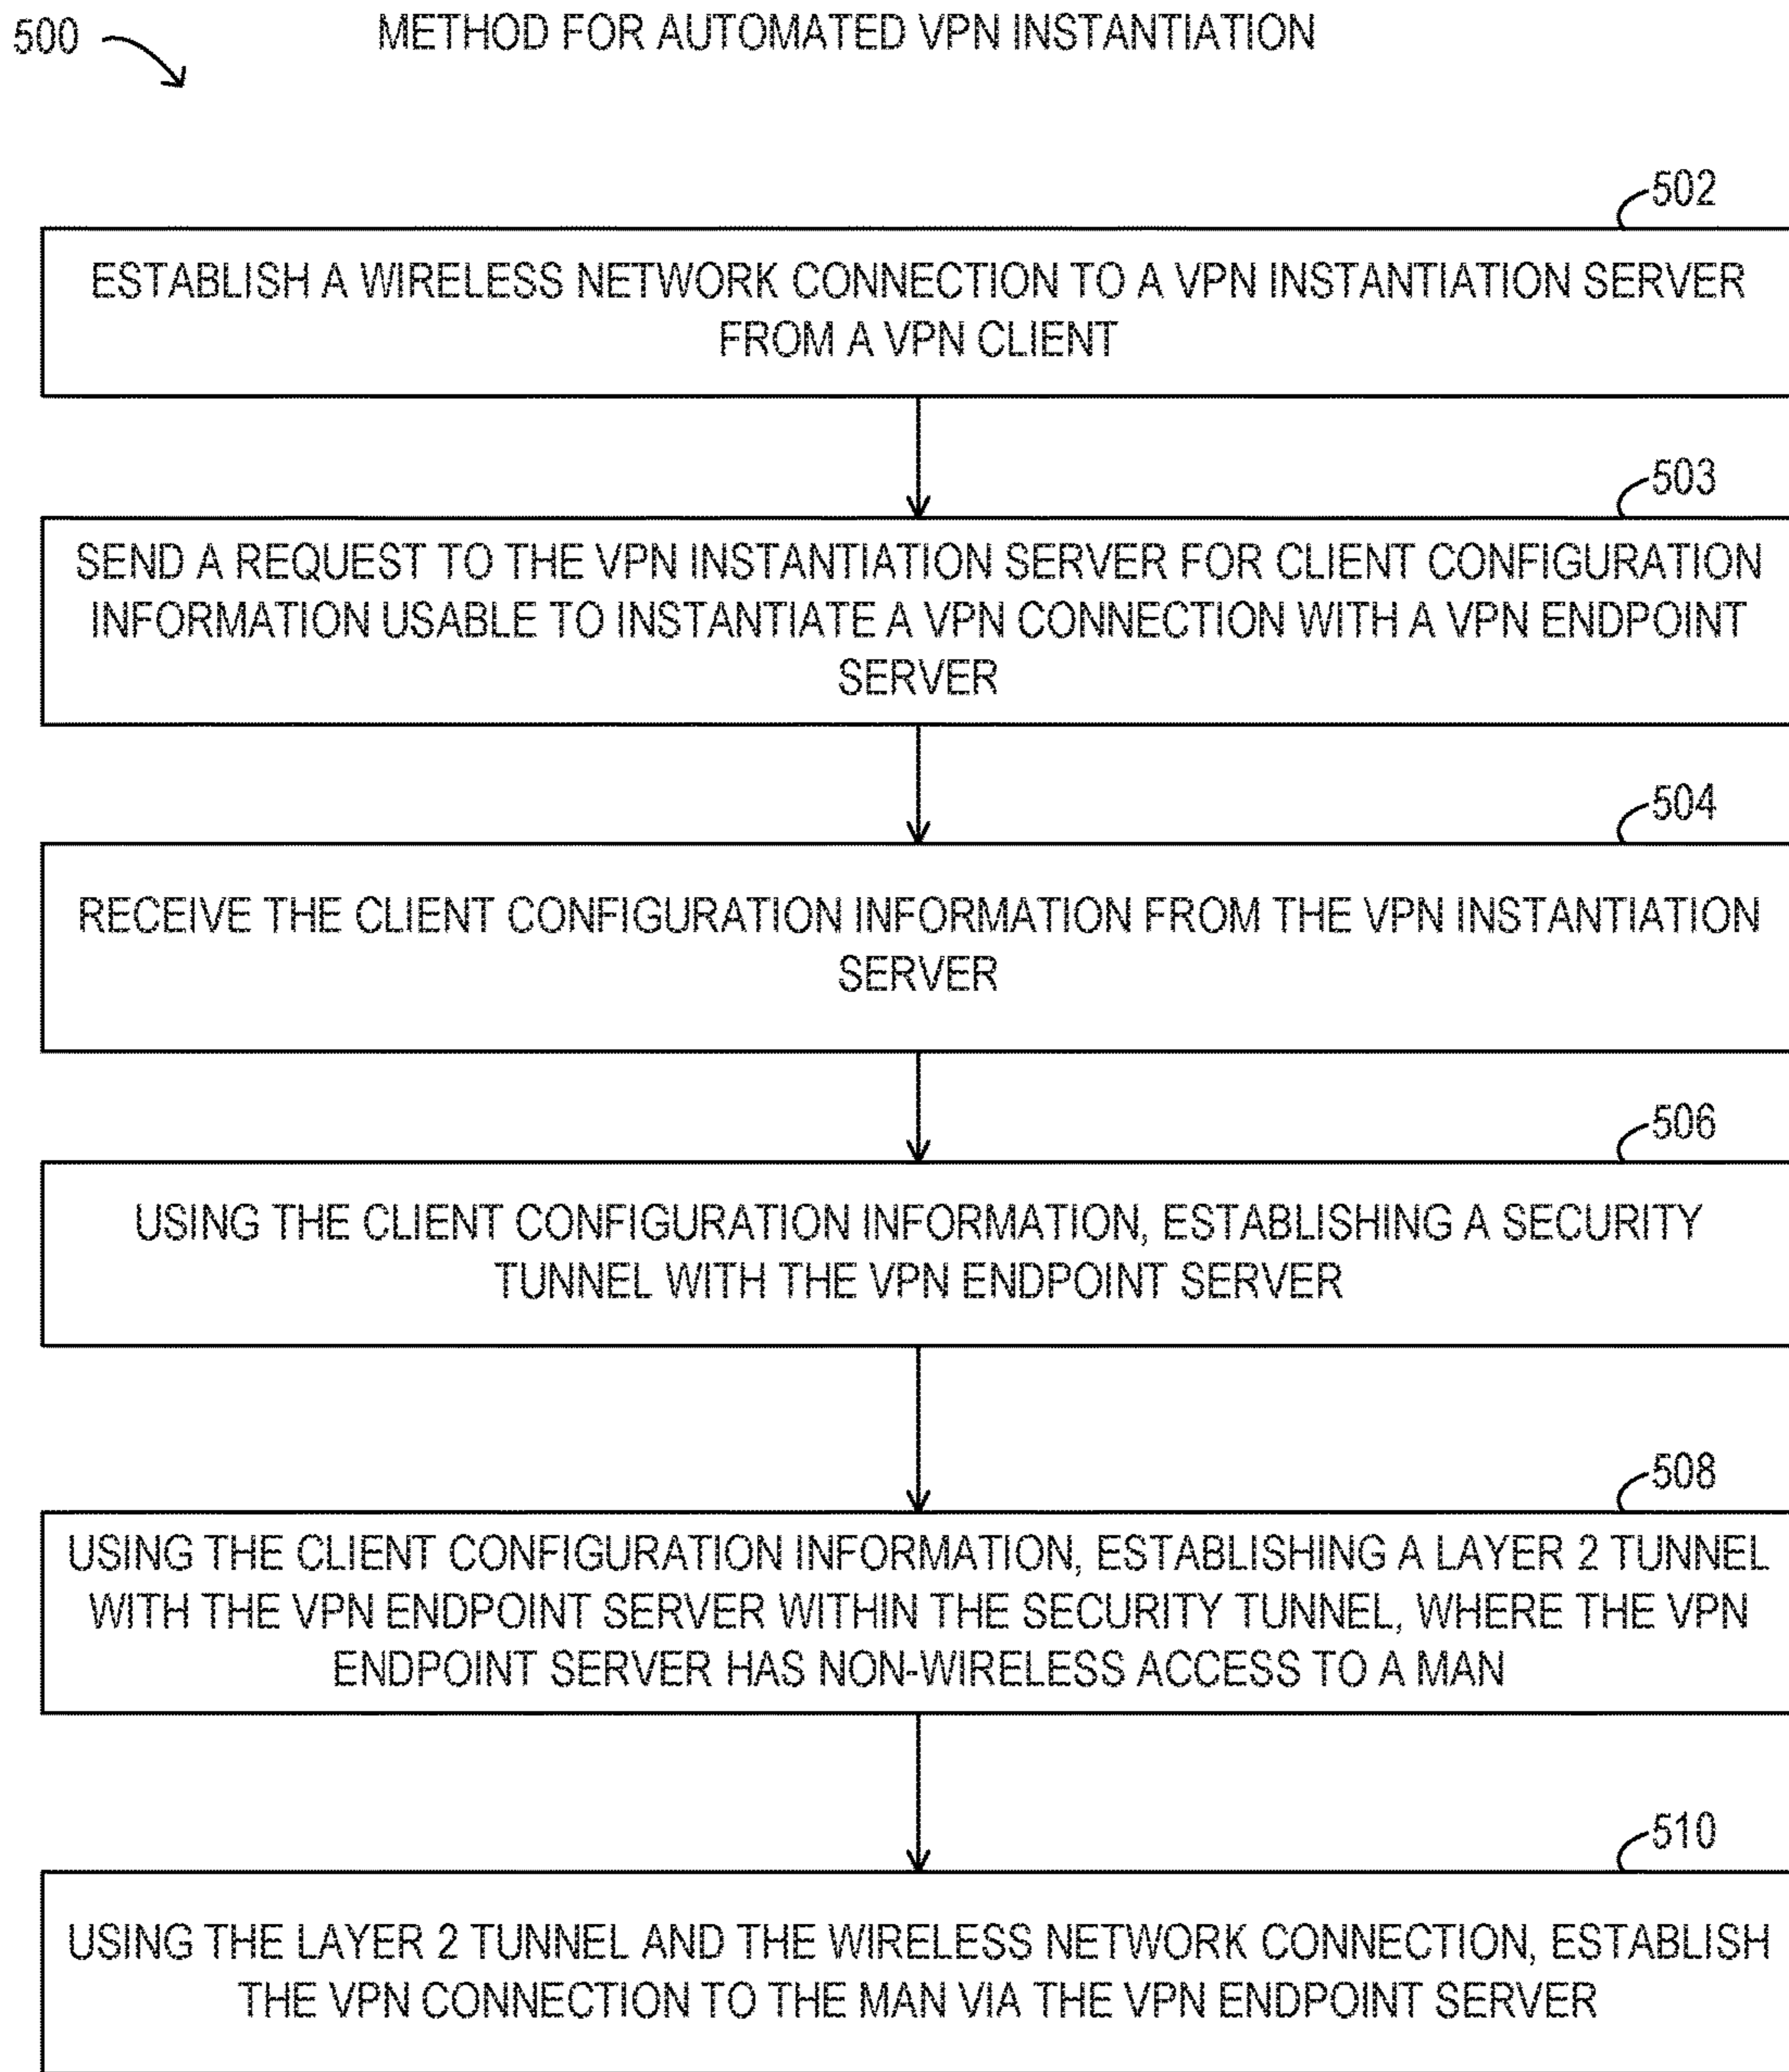 500
METHOD FOR AUTOMATED VPN INSTANTIATION
502
ESTABLISH A WIRELESS NETWORK CONNECTION TO A VPN INSTANTIATION SERVER
FROM A VPN CLIENT
503
SEND A REQUEST TO THE VPN INSTANTIATION SERVER FOR CLIENT CONFIGURATION
INFORMATION USABLE TO INSTANTIATE A VPN CONNECTION WITH A VPN ENDPOINT
SERVER
504
RECEIVE THE CLIENT CONFIGURATION INFORMATION FROM THE VPN INSTANTIATION
SERVER
506
USING THE CLIENT CONFIGURATION INFORMATION, ESTABLISHING A SECURITY
TUNNEL WITH THE VPN ENDPOINT SERVER
508
USING THE CLIENT CONFIGURATION INFORMATION, ESTABLISHING A LAYER 2 TUNNEL
WITH THE VPN ENDPOINT SERVER WITHIN THE SECURITY TUNNEL, WHERE THE VPN
ENDPOINT SERVER HAS NON-WIRELESS ACCESS TO A MAN
510
USING THE LAYER 2 TUNNEL AND THE WIRELESS NETWORK CONNECTION, ESTABLISH
THE VPN CONNECTION TO THE MAN VIA THE VPN ENDPOINT SERVER